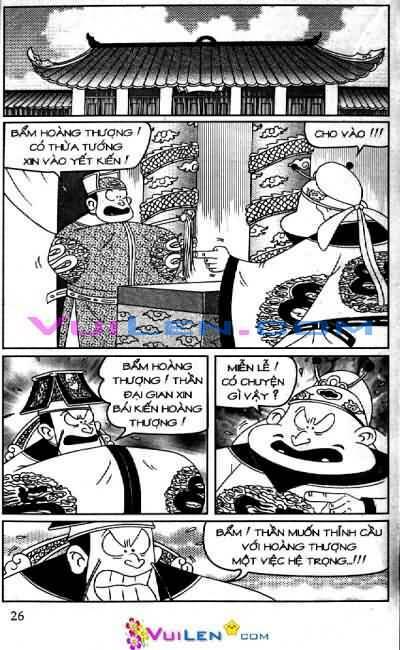 BẨM HOÀNG THƯỢNG !
CÓ THỪA TƯỚNG
XIN VÀO YẾT KIẾN !
CHO VÀO !!!
VUILEN.COM
BẨM HOÀNG
THƯỢNG ! THẦN
ĐẠI GIAN XIN
BÁI KIẾN HOÀNG
THƯỢNG !
MIỄN LỄ !
CÓ CHUYỆN
GÌ VẬY ?
BẨM ! THẦN MUỐN THỈNH CẦU
VỚI HOÀNG THƯỢNG
MỘT VIỆC HỆ TRỌNG...!!!
26
VUILEN.COM